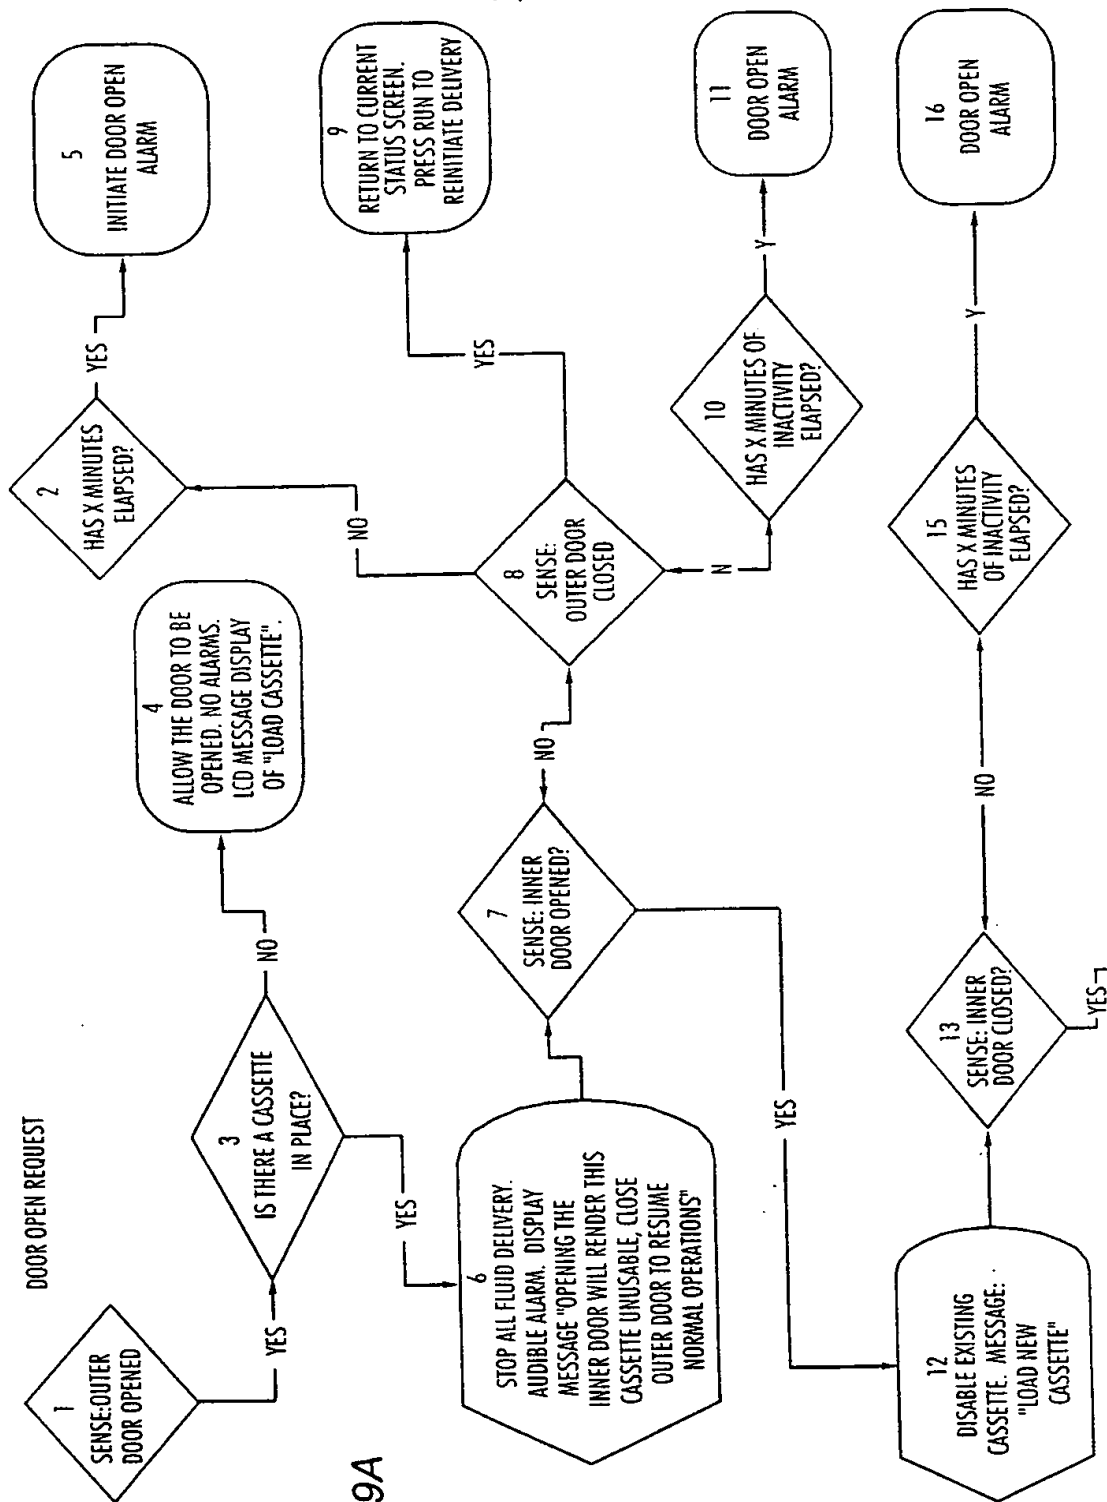 DOOR OPEN REQUEST
1
SENSE:OUTER
DOOR OPENED
YES
3
IS THERE A CASSETTE
IN PLACE?
NO
4
ALLOW THE DOOR TO BE
OPENED. NO ALARMS.
LCD MESSAGE DISPLAY
OF "LOAD CASSETTE".
2
HAS X MINUTES
ELAPSED?
YES
5
INITIATE DOOR OPEN
ALARM
YES
6
STOP ALL FLUID DELIVERY.
AUDIBLE ALARM. DISPLAY
MESSAGE "OPENING THE
INNER DOOR WILL RENDER THIS
CASSETTE UNUSABLE, CLOSE
OUTER DOOR TO RESUME
NORMAL OPERATIONS"
7
SENSE: INNER
DOOR OPENED?
NO
8
SENSE:
OUTER DOOR
CLOSED
NO
YES
9
RETURN TO CURRENT
STATUS SCREEN.
PRESS RUN TO
REINITIATE DELIVERY
N
10
HAS X MINUTES OF
INACTIVITY
ELAPSED?
Y
11
DOOR OPEN
ALARM
YES
12
DISABLE EXISTING
CASSETTE. MESSAGE:
"LOAD NEW
CASSETTE"
13
SENSE: INNER
DOOR CLOSED?
YES
NO
15
HAS X MINUTES
OF INACTIVITY
ELAPSED?
Y
16
DOOR OPEN
ALARM
9A